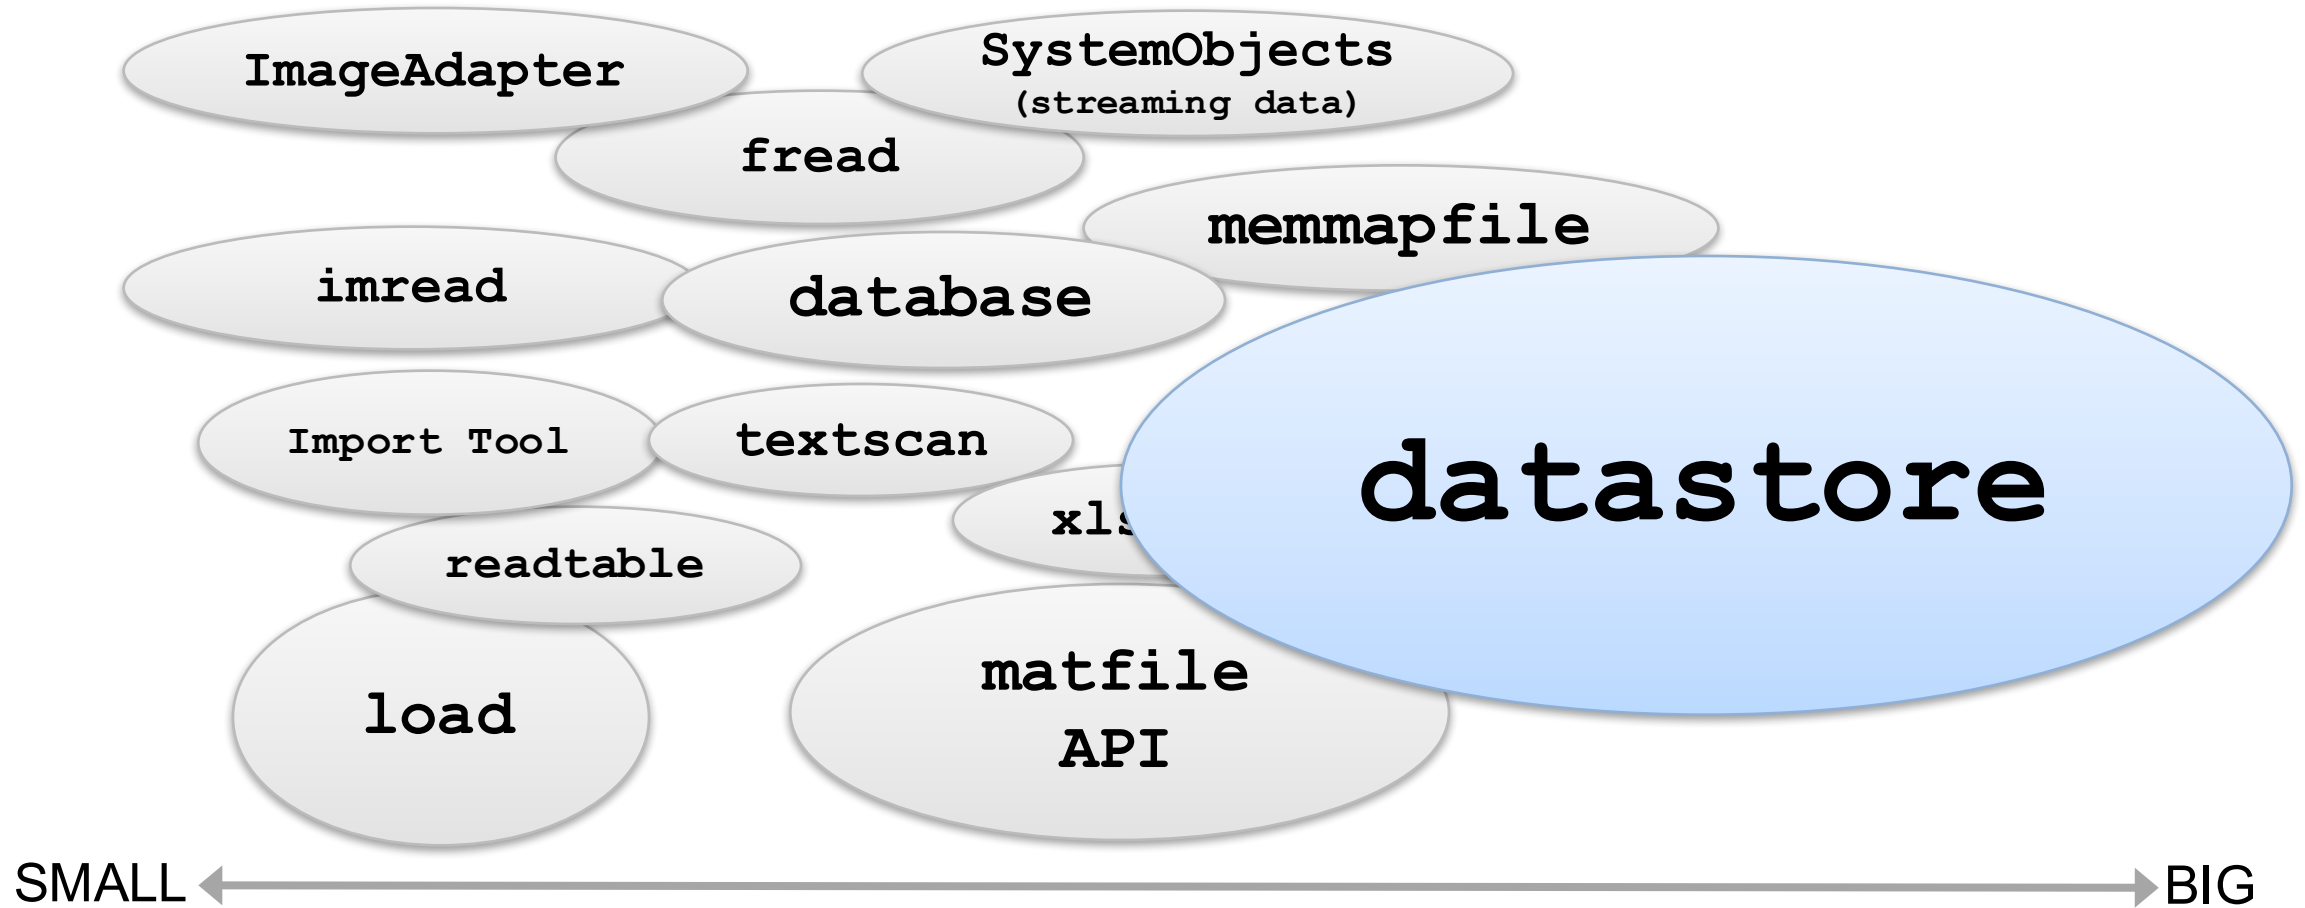 ImageAdapter
SystemObjects
(streaming data)
fread
memmapfile
imread
database
datastore
Import Tool
textscan
readtable
matfile
API
load
SMALL
BIG